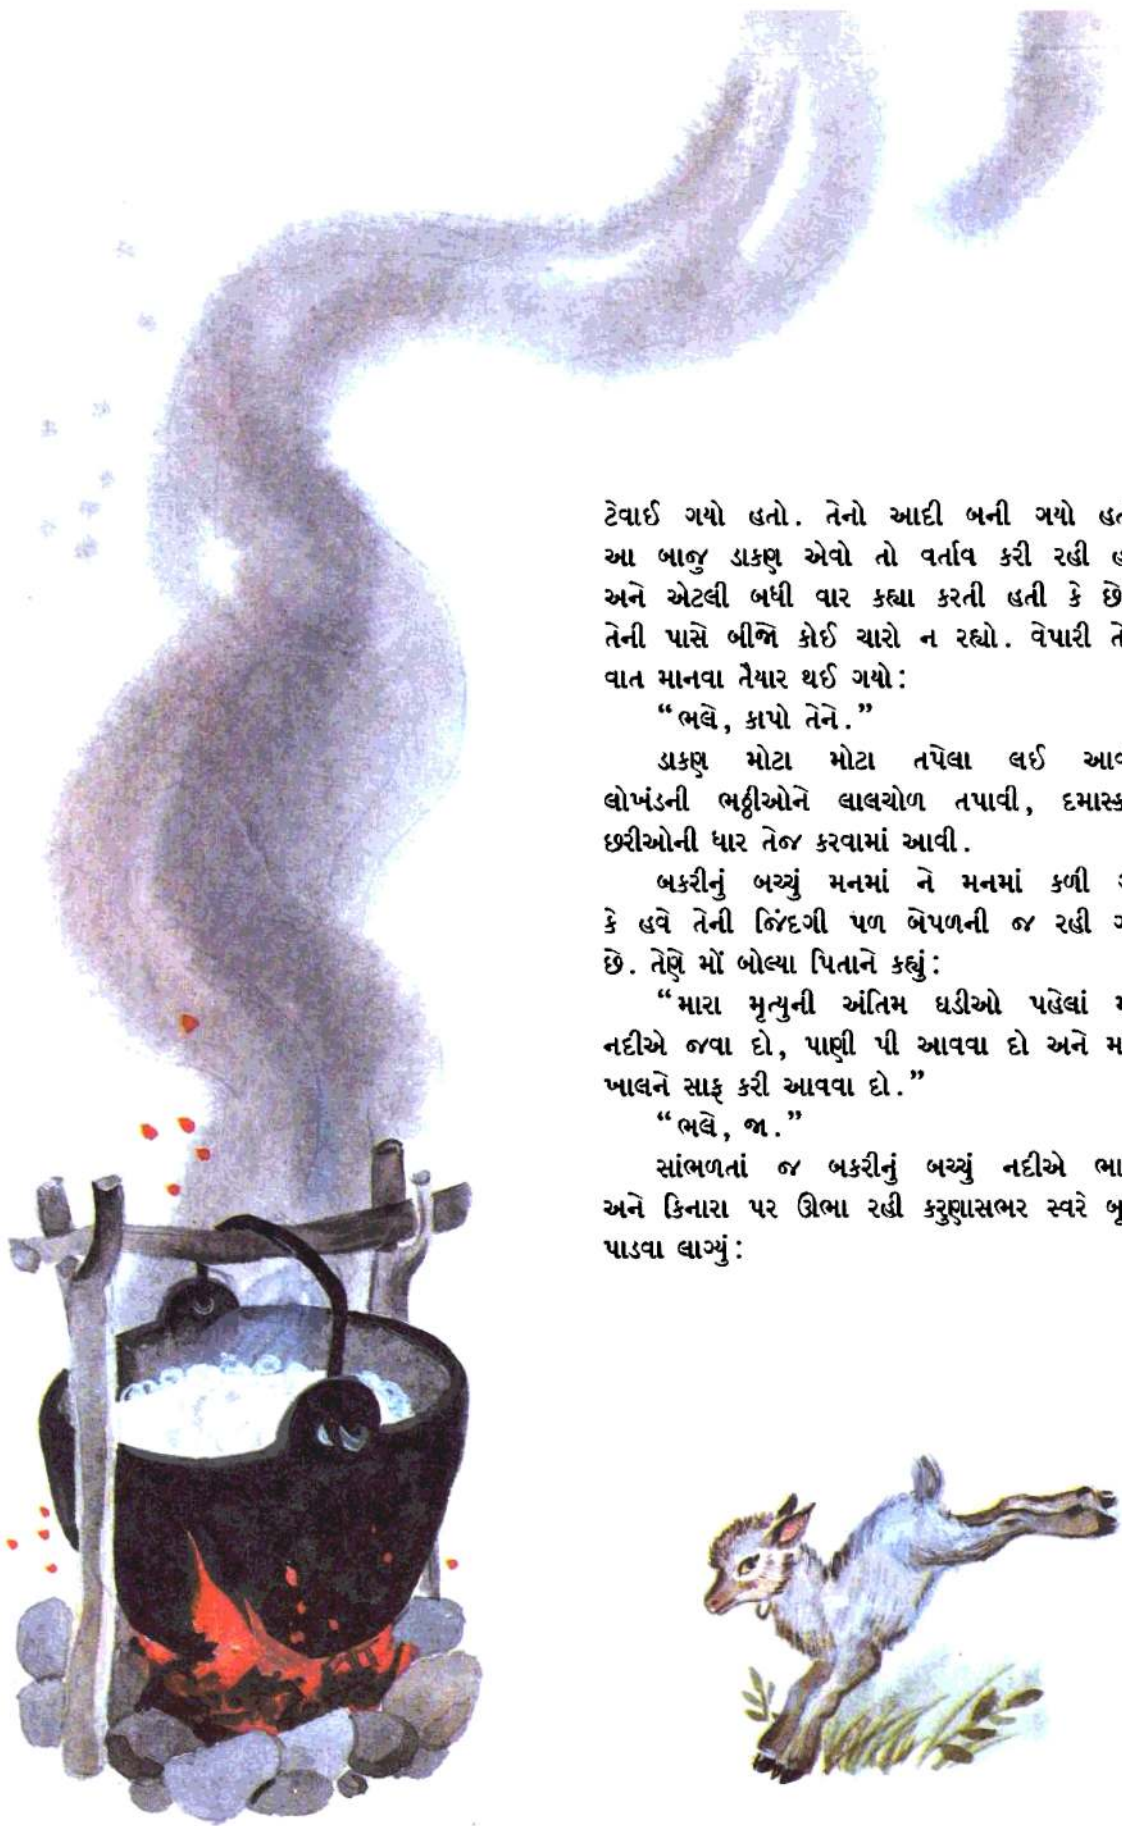 ટેવાઈ ગયો હતો. તેનો આદી બની ગયો
આ બાજુ ડાકણ એવો તો વર્તાવ કરી રહી
અને એટલી બધી વાર કહ્યા કરતી હતી કે
તેની પાસે બીજો કોઈ ચારો ન રહ્યો. વેપારી
વાત માનવા તૈયાર થઈ ગયો:
“ભલે, કાપો તેને.”
ડાકણ મોટા મોટા તપેલા લઈ
લોખંડની ભઠ્ઠીઓને લાલચોળ તપાવી,
છરીઓની ધાર તેજ કરવામાં આવી.
બકરીનું બચ્ચું મનમાં ને મનમાં કળી
કે હવે તેની જિંદગી પળ બેપળની જ રહી
છે. તેણે મોં બોલ્યા પિતાને કહ્યું:
“મારા મૃત્યુની અંતિમ ઘડીઓ પહેલાં
નદીએ જવા દો, પાણી પી આવવા દો અને
ખાલને સાફ કરી આવવા દો.”
“ભલે, જા.”
સાંભળતાં જ બકરીનું બચ્ચું નદીએ
અને કિનારા પર ઊભા રહી કરુણાસભર સ્વરે
પાડવા લાગ્યું: